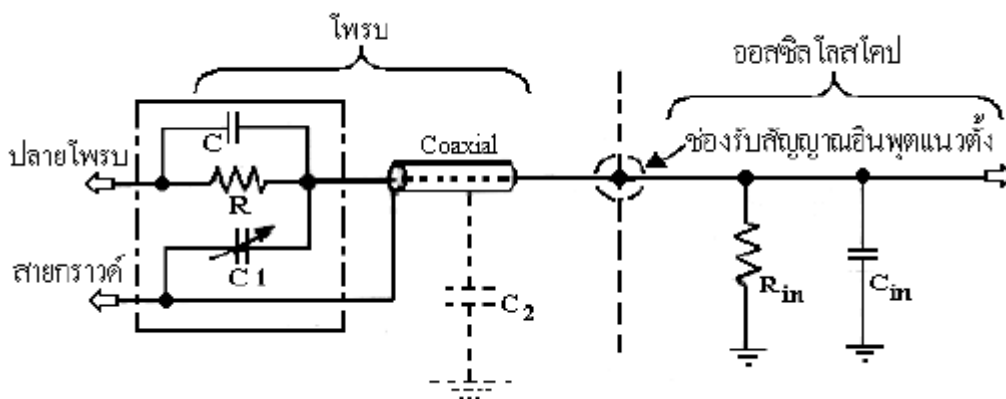 โพรบ
ออสซิลโลสโคป
C
Coaxial
ช่องรับสัญญาณอินพุตแนวตั้ง
ปลายโพรบ
R
C 1
สายกราวด์
C2
Rin
Cin